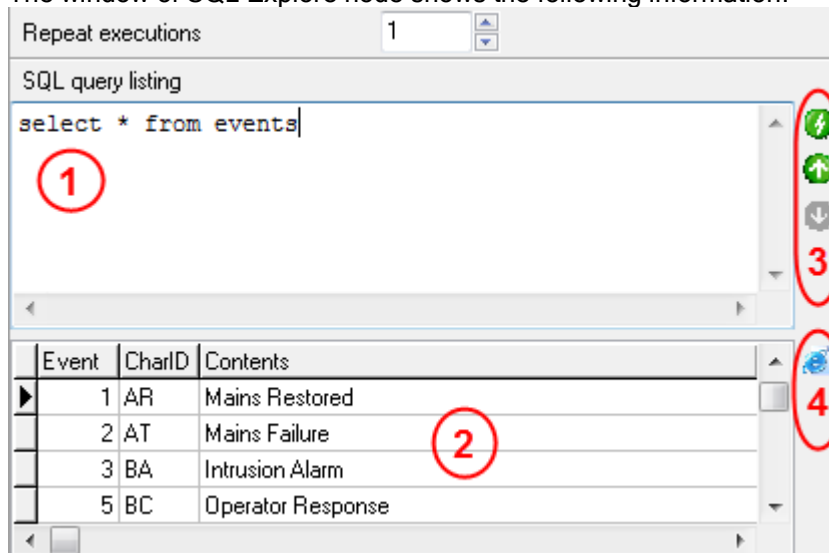 The window of SQL Explore node shows the following information:
Repeat executions 1
SQL query listing
select * from events
1
3
Event CharID Contents
1 AR Mains Restored
2 AT Mains Failure
3 BA Intrusion Alarm
5 BC Operator Response
2
4